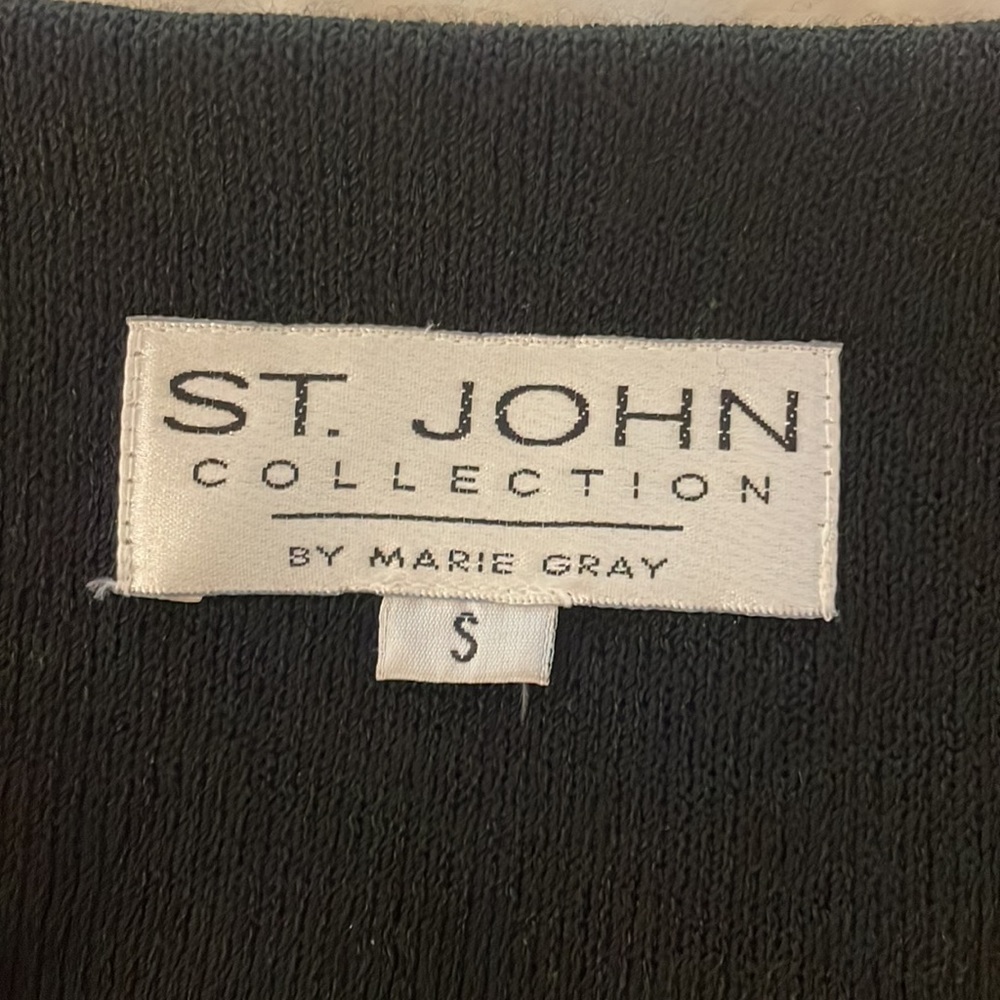 ST. JOHN
COLLECTION
BY MARIE GRAY
S